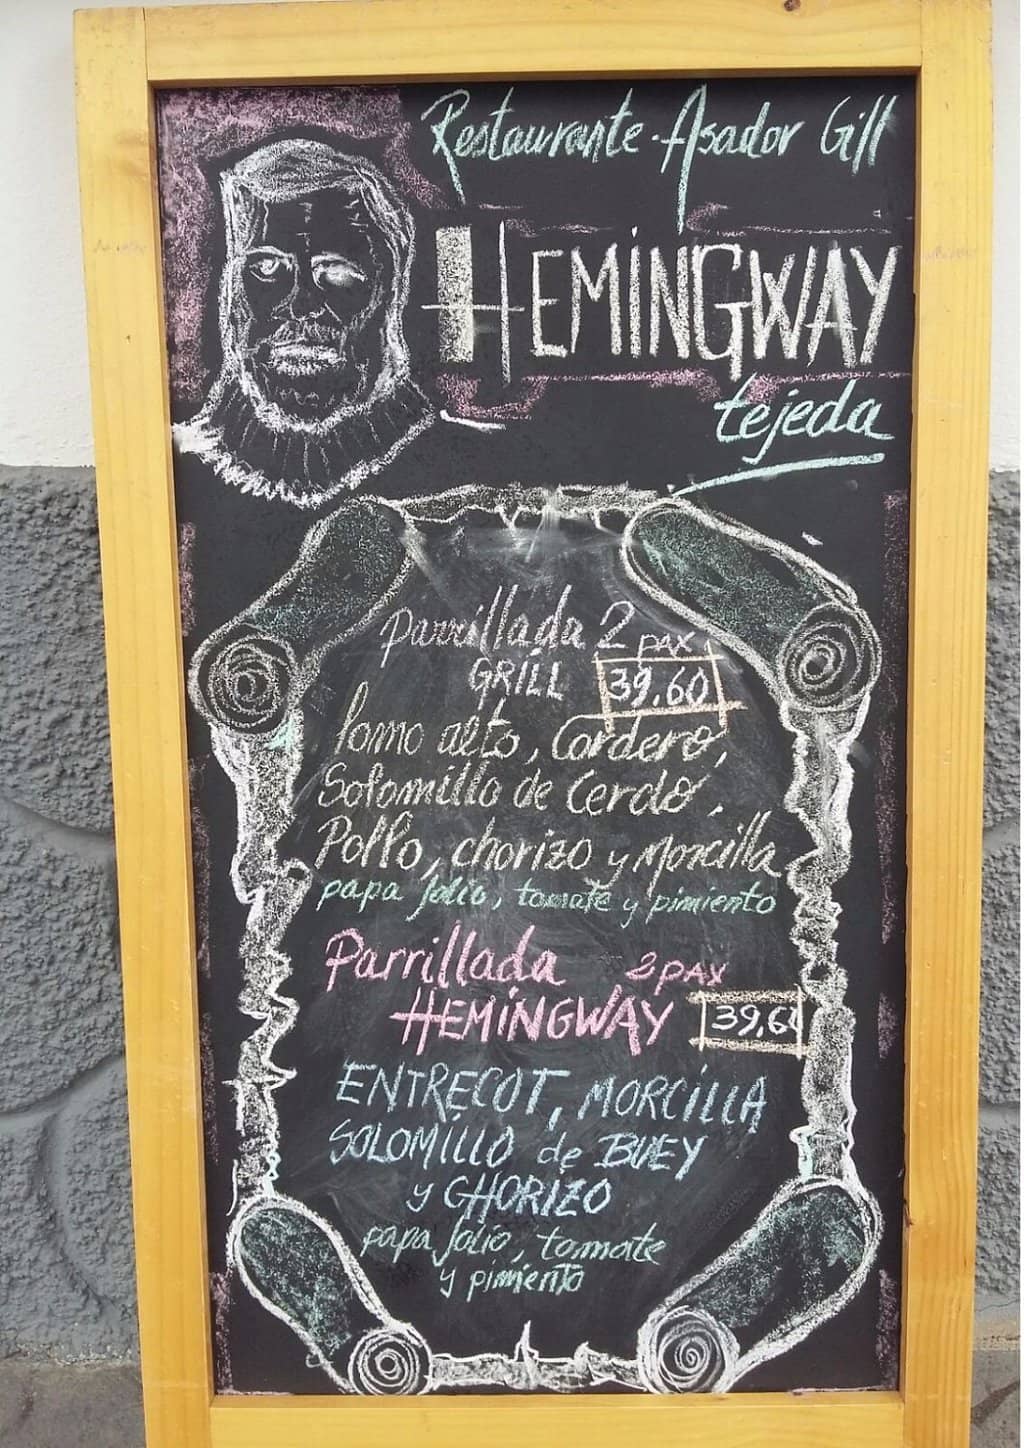 Restaurante - Asador Gill
HEMINGWAY
tejeda
Parrillada 2 PAX
GRILL 39,60
Lomo alto, Cordero,
Solomillo de Cerdo,
Pollo, chorizo y Morcilla
papa folio, tomate y pimiento
Parrillada 2 PAX
HEMINGWAY 39,60
ENTRECOT, MORCILLA
SOLOMILLO de BUEY
y CHORIZO
papa folio, tomate
y pimiento